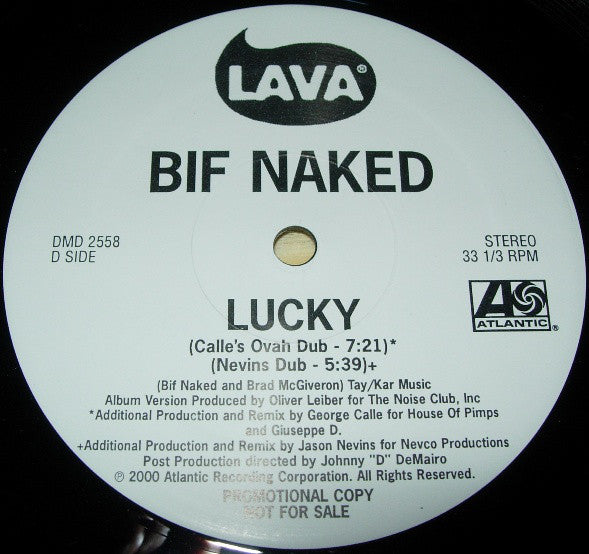 LAVA®
BIF NAKED
DMD 2558
D SIDE
STEREO
33 1/3 RPM
LUCKY
ATLANTIC®
(Calle's Ovah Dub - 7:21)*
(Nevins Dub - 5:39)+
(Bif Naked and Brad McGiveron) Tay/Kar Music
Album Version Produced by Oliver Leiber for The Noise Club, Inc
*Additional Production and Remix by George Calle for House Of Pimps
and Giuseppe D.
+Additional Production and Remix by Jason Nevins for Nevco Productions
Post Production directed by Johnny "D" DeMairo
℗ 2000 Atlantic Recording Corporation. All Rights Reserved.
PROMOTIONAL COPY
NOT FOR SALE